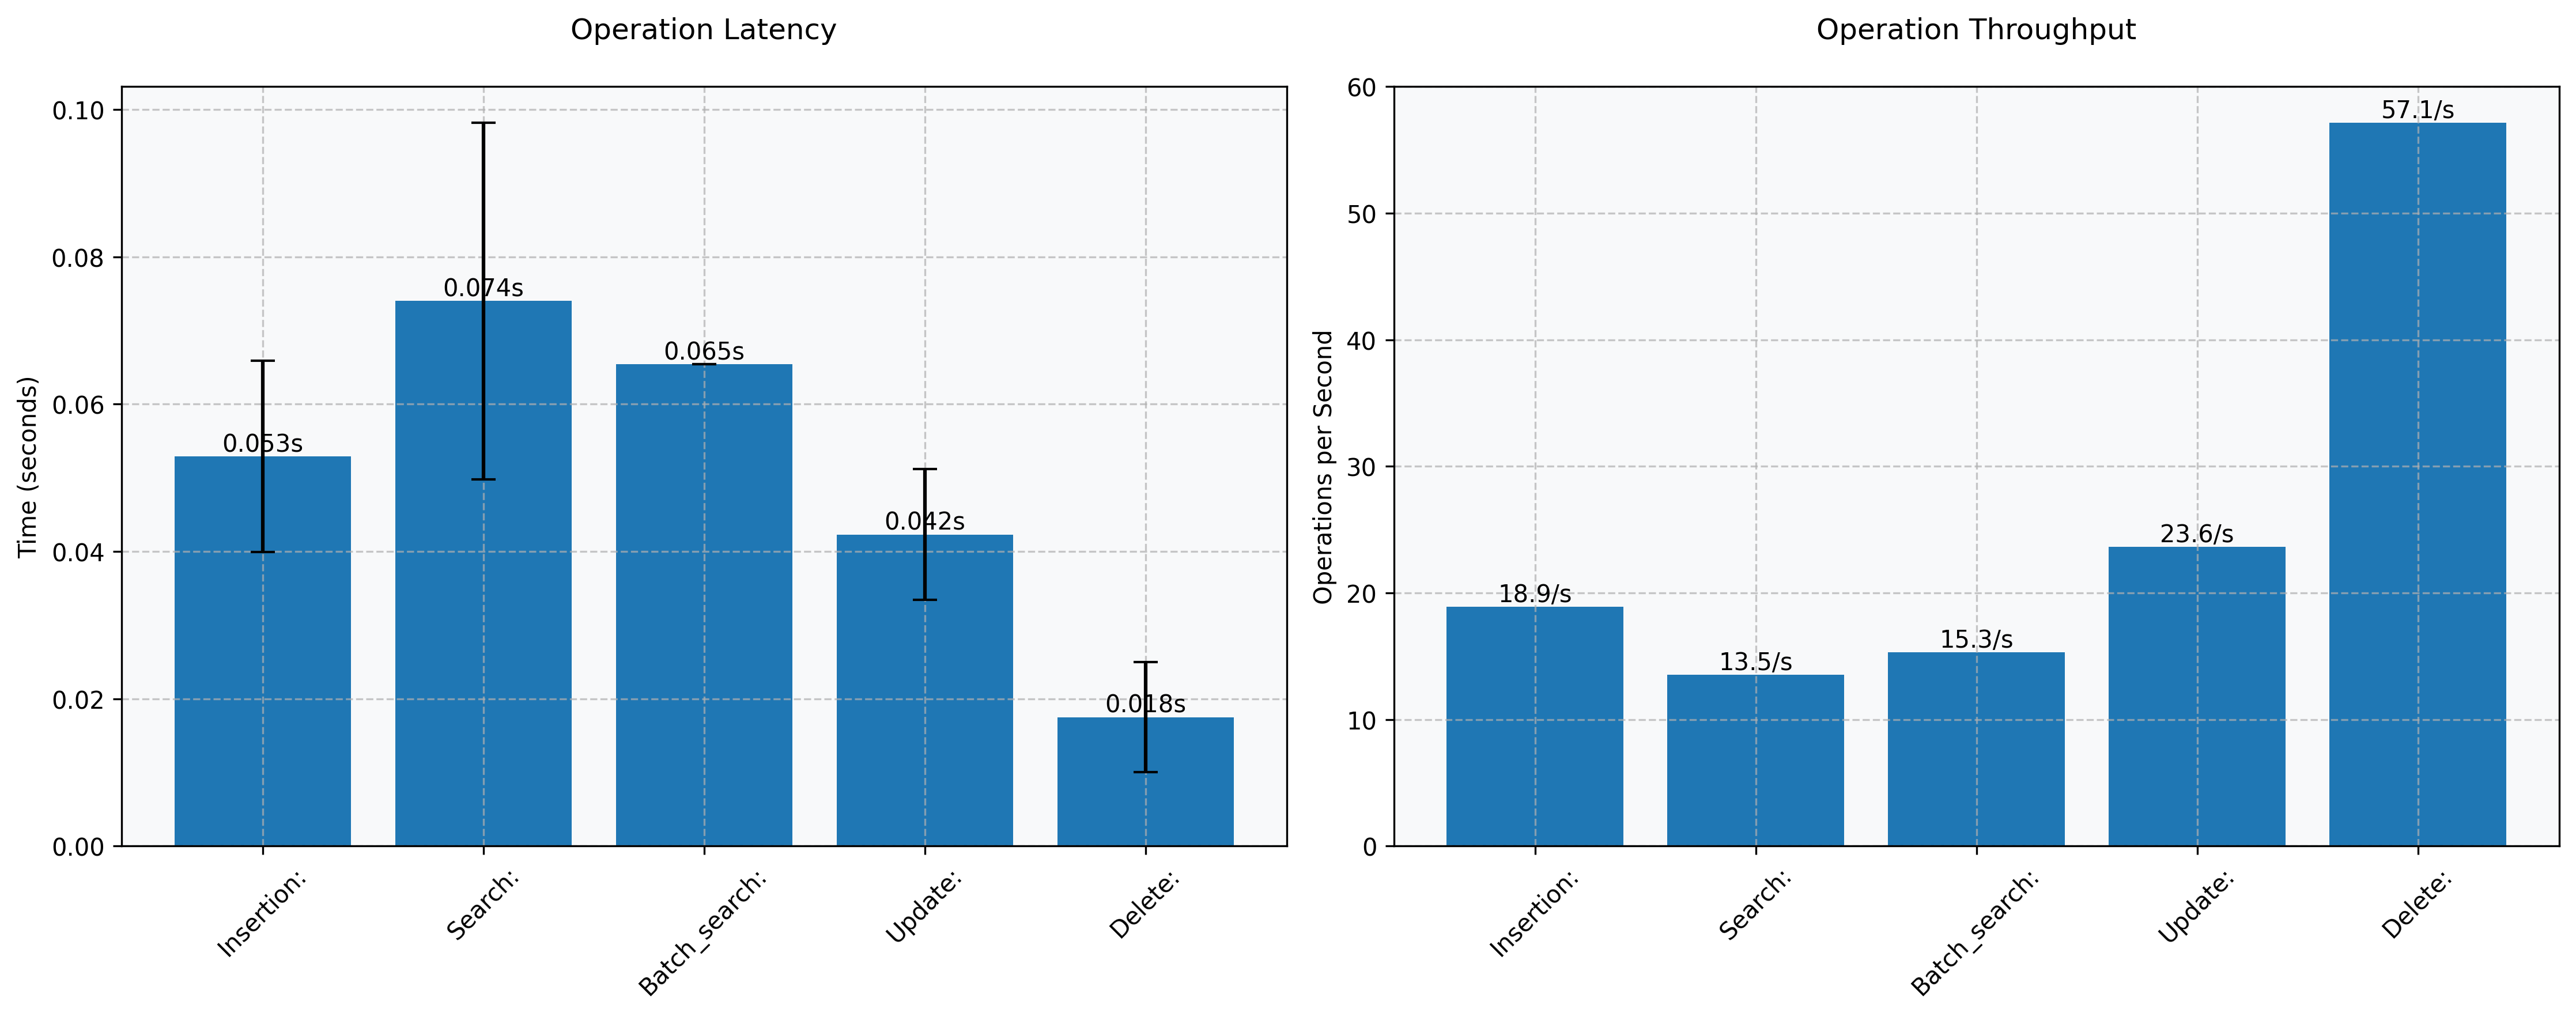 Operation Latency
Time (seconds)
0.10
0.08
0.06
0.04
0.02
0.00
0.053s
0.074s
0.065s
0.042s
0.018s
Insertion:
Search:
Batch_search:
Update:
Delete:
Operation Throughput
Operations per Second
60
50
40
30
20
10
0
18.9/s
13.5/s
15.3/s
23.6/s
57.1/s
Insertion:
Search:
Batch_search:
Update:
Delete: